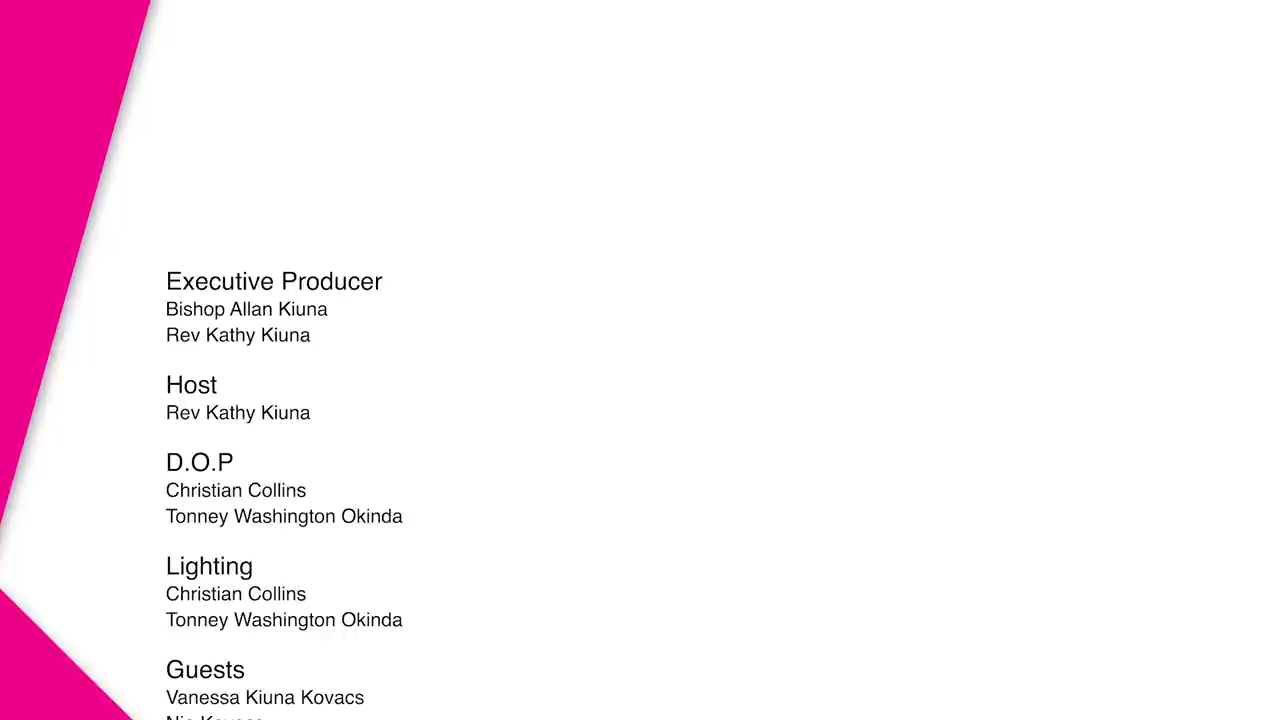 Executive Producer
Bishop Allan Kiuna
Rev Kathy Kiuna
Host
Rev Kathy Kiuna
D.O.P
Christian Collins
Tonney Washington Okinda
Lighting
Christian Collins
Tonney Washington Okinda
Guests
Vanessa Kiuna Kovacs